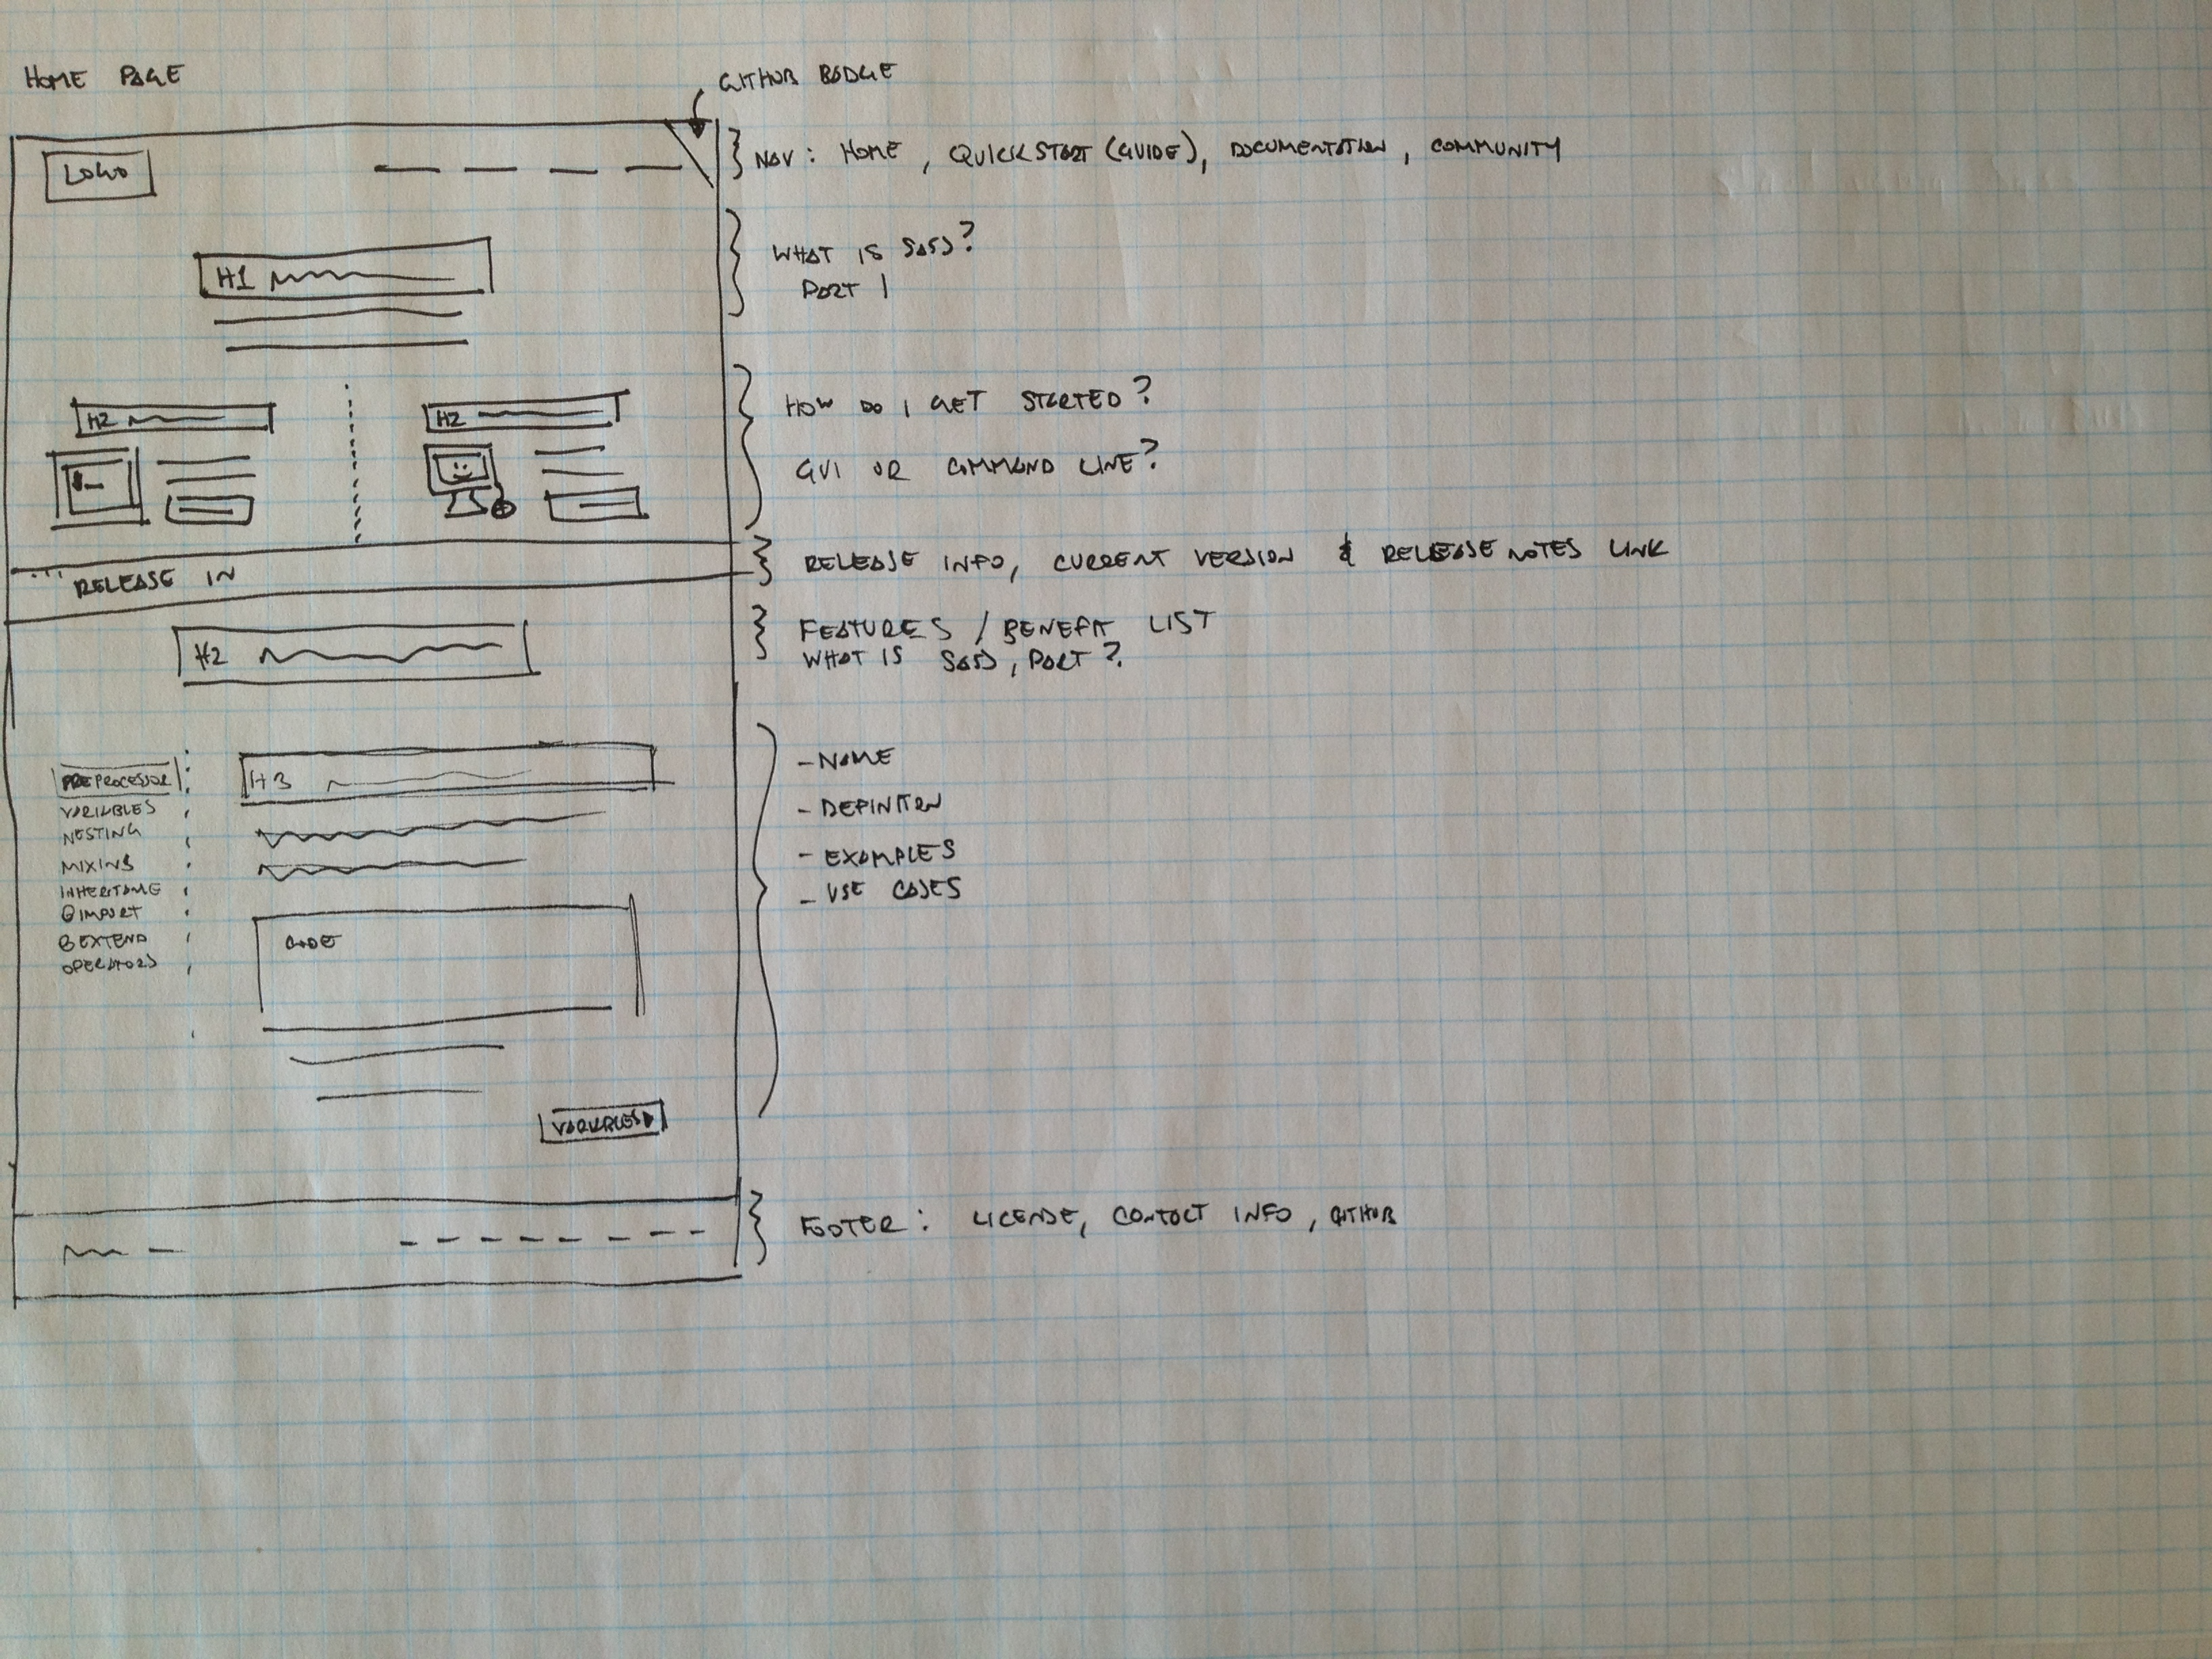 HOME PAGE
GITHUB BADGE
LOGO
NAV: HOME, QUICKSTART (GUIDE), DOCUMENTATION, COMMUNITY
H1
WHAT IS SASS?
PART 1
H2
H2
HOW DO I GET STARTED?
GUI OR COMMAND LINE?
RELEASE IN
RELEASE INFO, CURRENT VERSION & RELEASE NOTES LINK
H2
FEATURES / BENEFIT LIST
WHAT IS SASS, PART ?
PREPROCESSOR
VARIABLES
NESTING
MIXINS
INHERITANCE
@IMPORT
@EXTEND
OPERATORS
H3
CODE
VARIABLES
- NAME
- DEFINITION
- EXAMPLES
- USE CASES
FOOTER: LICENSE, CONTACT INFO, GITHUB